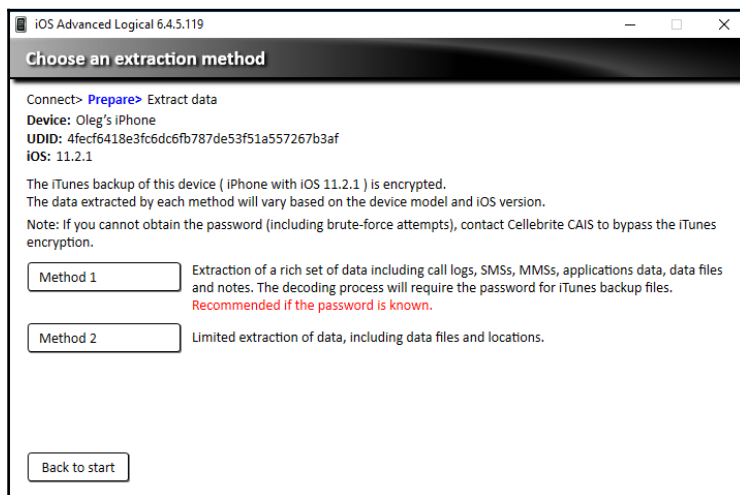 iOS Advanced Logical 6.4.5.119
Choose an extraction method
Connect> Prepare> Extract data
Device: Oleg's iPhone
UDID: 4fecf6418e3fc6dc6fb787de53f51a557267b3af
iOS: 11.2.1
The iTunes backup of this device ( iPhone with iOS 11.2.1 ) is encrypted.
The data extracted by each method will vary based on the device model and iOS version.
Note: If you cannot obtain the password (including brute-force attempts), contact Cellebrite CAIS to bypass the iTunes
encryption.
Method 1
Extraction of a rich set of data including call logs, SMSs, MMSs, applications data, data files
and notes. The decoding process will require the password for iTunes backup files.
Recommended if the password is known.
Method 2
Limited extraction of data, including data files and locations.
Back to start